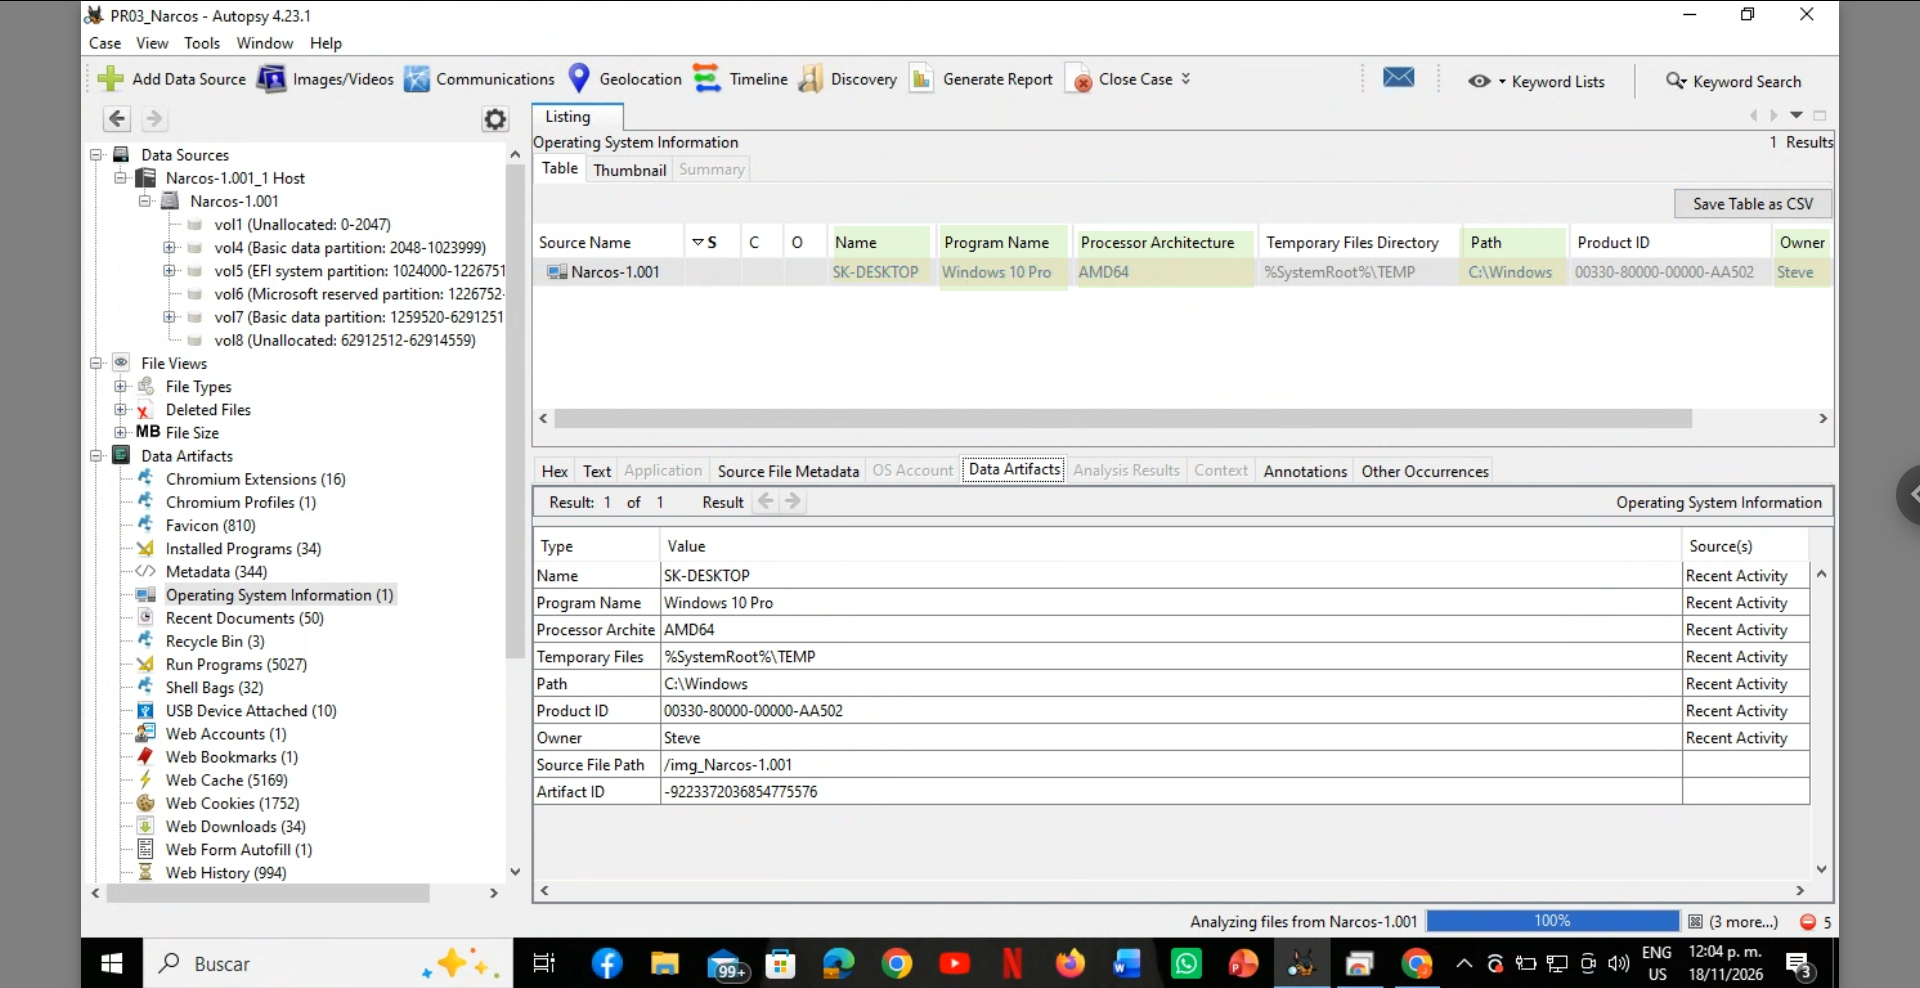 PR03_Narcos - Autopsy 4.23.1
Case View Tools Window Help
Add Data Source Images/Videos Communications Geolocation Timeline Discovery Generate Report Close Case Keyword Lists Keyword Search
Data Sources
Narcos-1.001_1 Host
Narcos-1.001
vol1 (Unallocated: 0-2047)
vol4 (Basic data partition: 2048-1023999)
vol5 (EFI system partition: 1024000-1226751
vol6 (Microsoft reserved partition: 1226752-
vol7 (Basic data partition: 1259520-6291251
vol8 (Unallocated: 62912512-62914559)
File Views
File Types
Deleted Files
MB File Size
Data Artifacts
Chromium Extensions (16)
Chromium Profiles (1)
Favicon (810)
Installed Programs (34)
Metadata (344)
Operating System Information (1)
Recent Documents (50)
Recycle Bin (3)
Run Programs (5027)
Shell Bags (32)
USB Device Attached (10)
Web Accounts (1)
Web Bookmarks (1)
Web Cache (5169)
Web Cookies (1752)
Web Downloads (34)
Web Form Autofill (1)
Web History (994)
Listing
Operating System Information 1 Results
Table Thumbnail Summary
Save Table as CSV
Source Name S C O Name Program Name Processor Architecture Temporary Files Directory Path Product ID Owner
Narcos-1.001 SK-DESKTOP Windows 10 Pro AMD64 %SystemRoot%\TEMP C:\Windows 00330-80000-00000-AA502 Steve
Hex Text Application Source File Metadata OS Account Data Artifacts Analysis Results Context Annotations Other Occurrences
Result: 1 of 1 Result Operating System Information
Type Value Source(s)
Name SK-DESKTOP Recent Activity
Program Name Windows 10 Pro Recent Activity
Processor Archite AMD64 Recent Activity
Temporary Files %SystemRoot%\TEMP Recent Activity
Path C:\Windows Recent Activity
Product ID 00330-80000-00000-AA502 Recent Activity
Owner Steve Recent Activity
Source File Path /img_Narcos-1.001
Artifact ID -9223372036854775576
Analyzing files from Narcos-1.001 100% (3 more...) 5
Buscar 99+ ENG 12:04 p. m.
US 18/11/2026 3